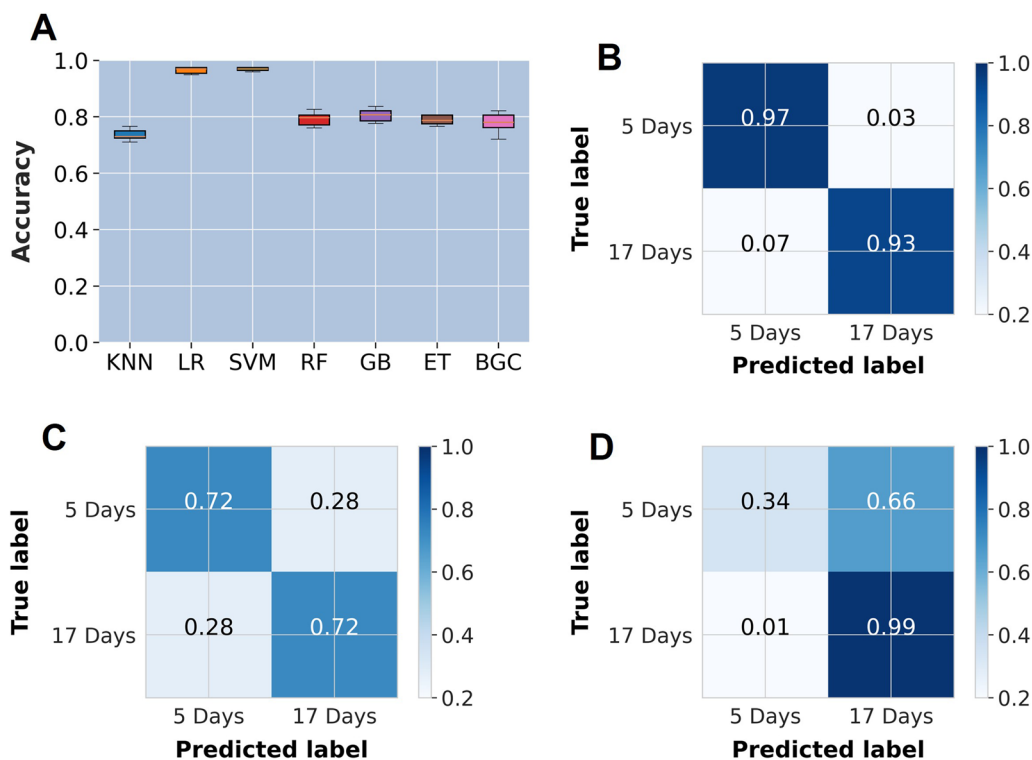 A
1.0
0.8
0.6
0.4
0.2
0.0
Accuracy
KNN LR SVM RF GB ET BGC
B
True label
5 Days
17 Days
0.97 0.03
0.07 0.93
5 Days 17 Days
Predicted label
1.0
0.8
0.6
0.4
0.2
C
True label
5 Days
17 Days
0.72 0.28
0.28 0.72
5 Days 17 Days
Predicted label
1.0
0.8
0.6
0.4
0.2
D
True label
5 Days
17 Days
0.34 0.66
0.01 0.99
5 Days 17 Days
Predicted label
1.0
0.8
0.6
0.4
0.2